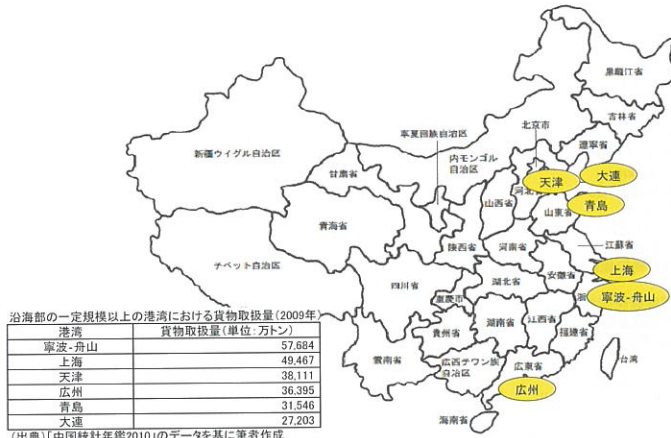 黒龍江省
吉林省
遼寧省
北京市
寧夏回族自治区
内モンゴル
自治区
新疆ウイグル自治区
甘粛省
天津
大連
河北
青島
山西省
山東省
青海省
江蘇省
陝西省
河南省
チベット自治区
安徽省
上海
四川省
湖北省
重慶市
浙
寧波-舟山
湖南省
江西省
貴州省
福建省
雲南省
広西チワン族
自治区
広東省
台湾
広州
海南省
沿海部の一定規模以上の港湾における貨物取扱量(2009年)
港湾 貨物取扱量(単位:万トン)
寧波-舟山 57,684
上海 49,467
天津 38,111
広州 36,395
青島 31,546
大連 27,203
(出典)「中国統計年鑑2010」のデータを基に筆者作成